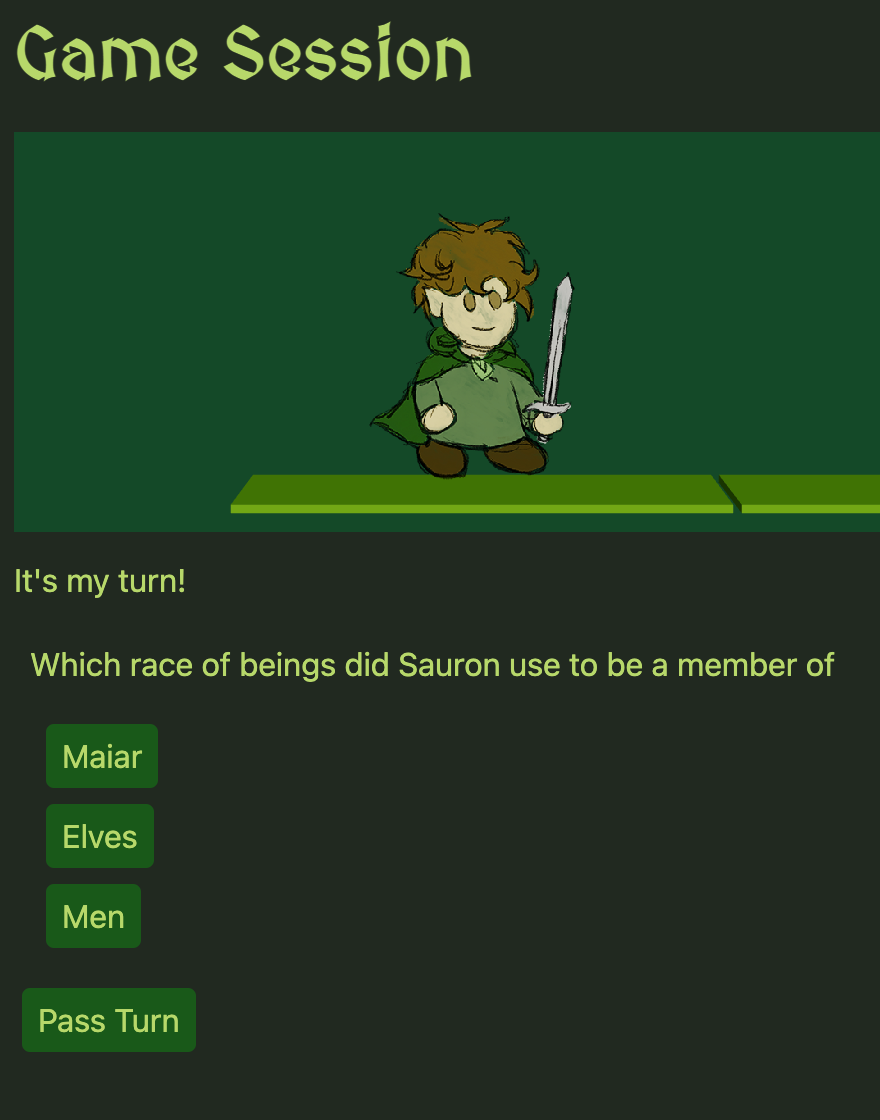 Game Session
It's my turn!
Which race of beings did Sauron use to be a member of
Maiar
Elves
Men
Pass Turn